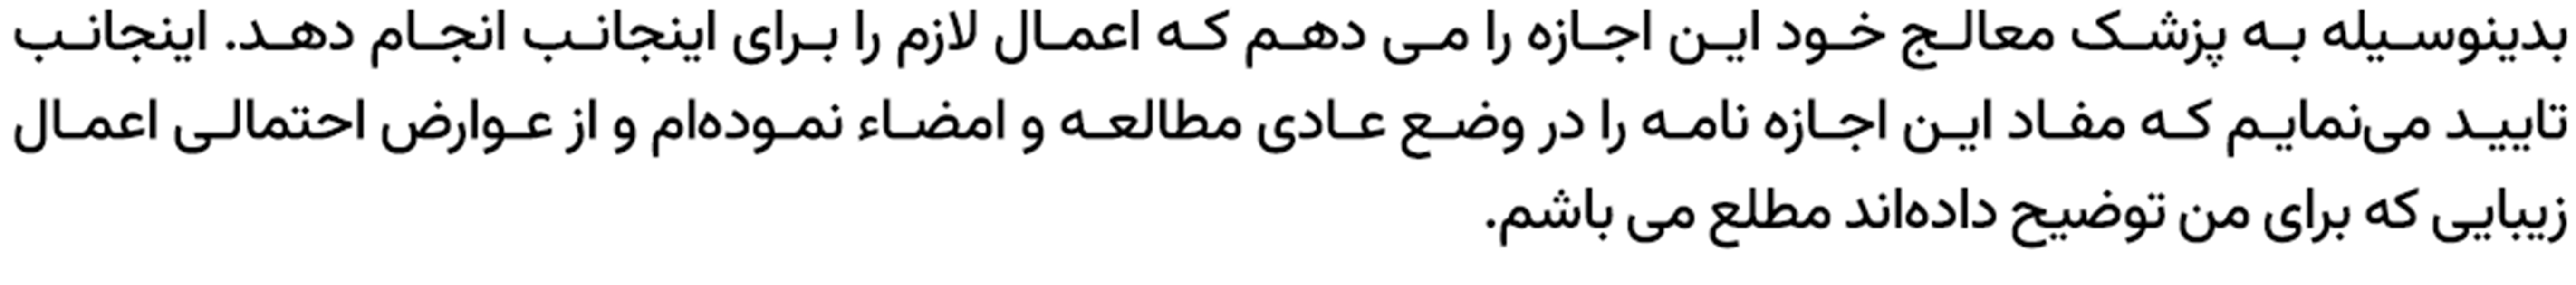 بدینوسیله به پزشک معالج خود این اجازه را می دهم که اعمال لازم را برای اینجانب انجام دهد. اینجانب
تایید می‌نمایم که مفاد این اجازه نامه را در وضع عادی مطالعه و امضاء نموده‌ام و از عوارض احتمالی اعمال
زیبایی که برای من توضیح داده‌اند مطلع می باشم.